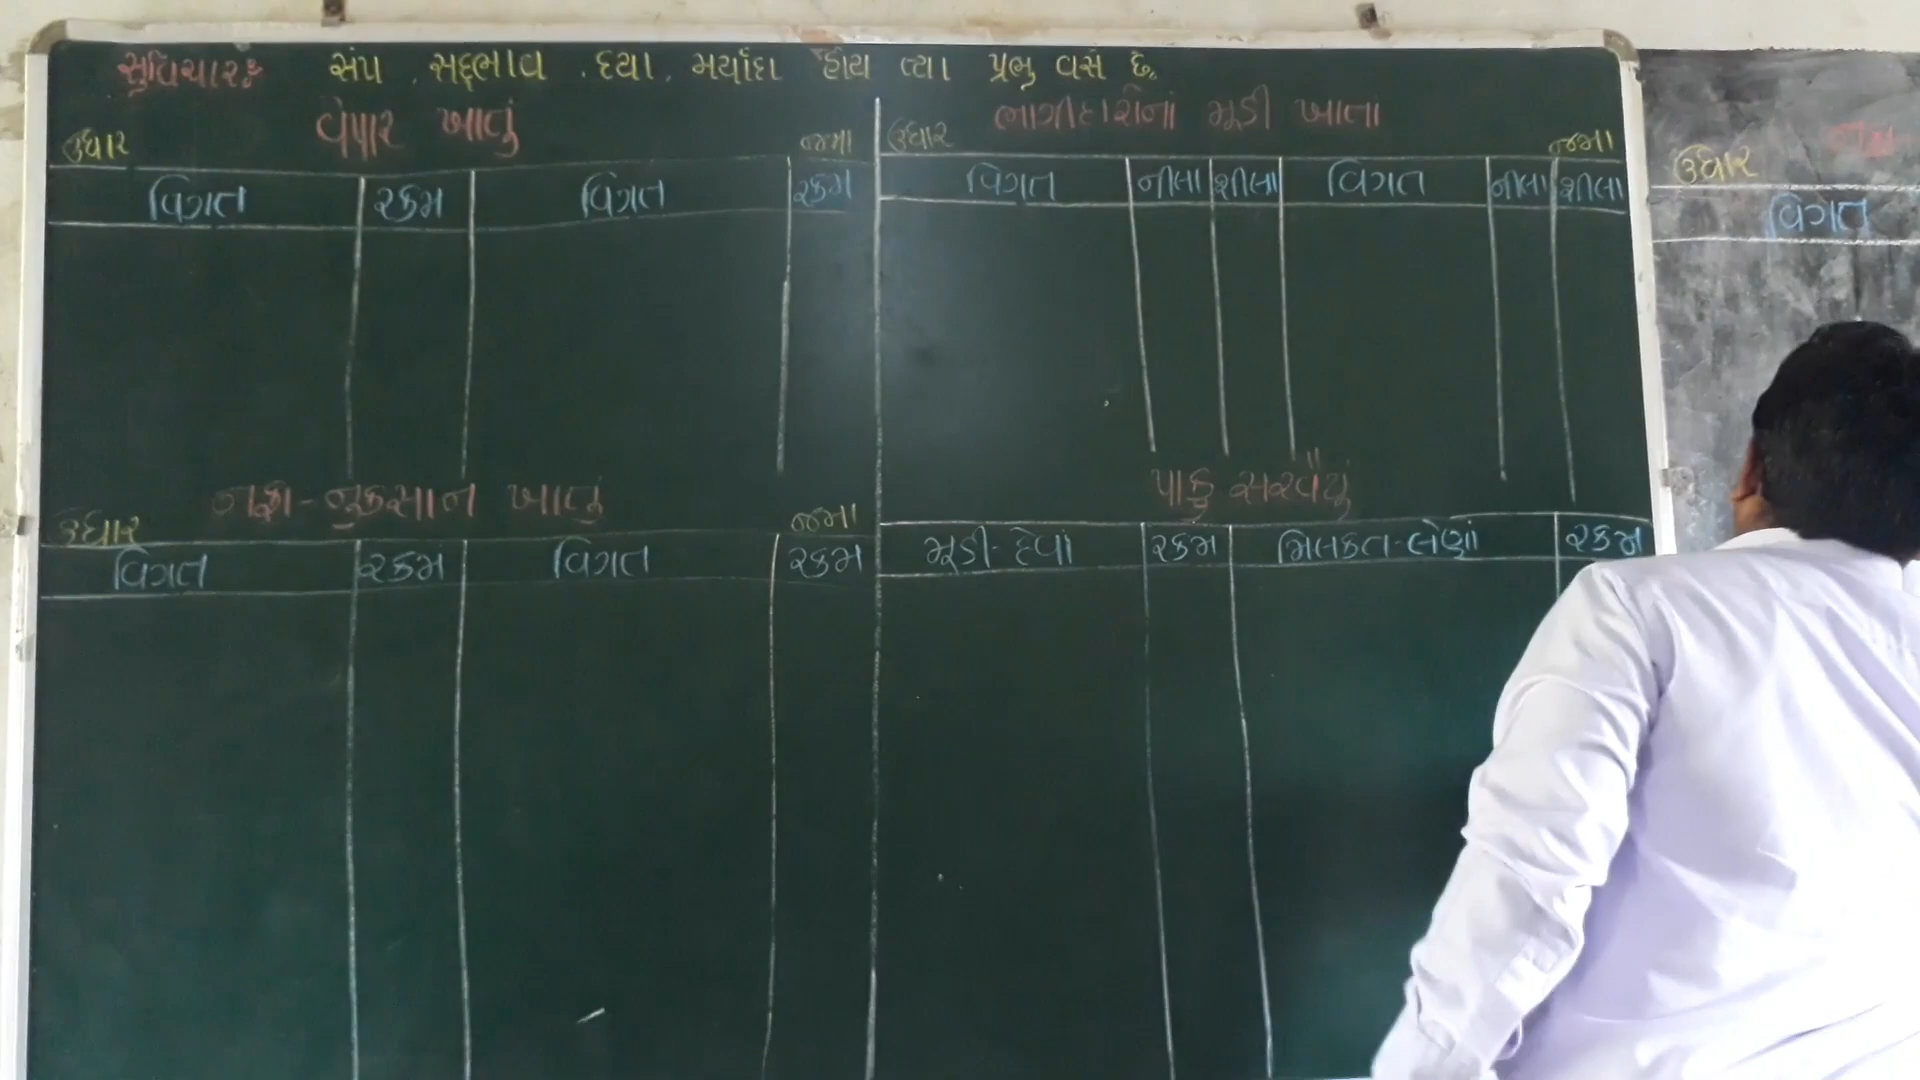 સુવિચારઃ સંપ . સદ્ભાવ . દયા . મર્યાદા હોય ત્યા પ્રભુ વસે છે.
વેપાર ખાતું
ઉધાર જમા
વિગત રકમ વિગત રકમ
ભાગીદારોનાં મૂડી ખાતા
ઉધાર જમા
વિગત નીલા શીલા વિગત નીલા શીલા
નફા-નુકસાન ખાતું
ઉધાર જમા
વિગત રકમ વિગત રકમ
પાકું સરવૈયું
મૂડી-દેવાં રકમ મિલકત-લેણાં રકમ
ઉધાર
વિગત